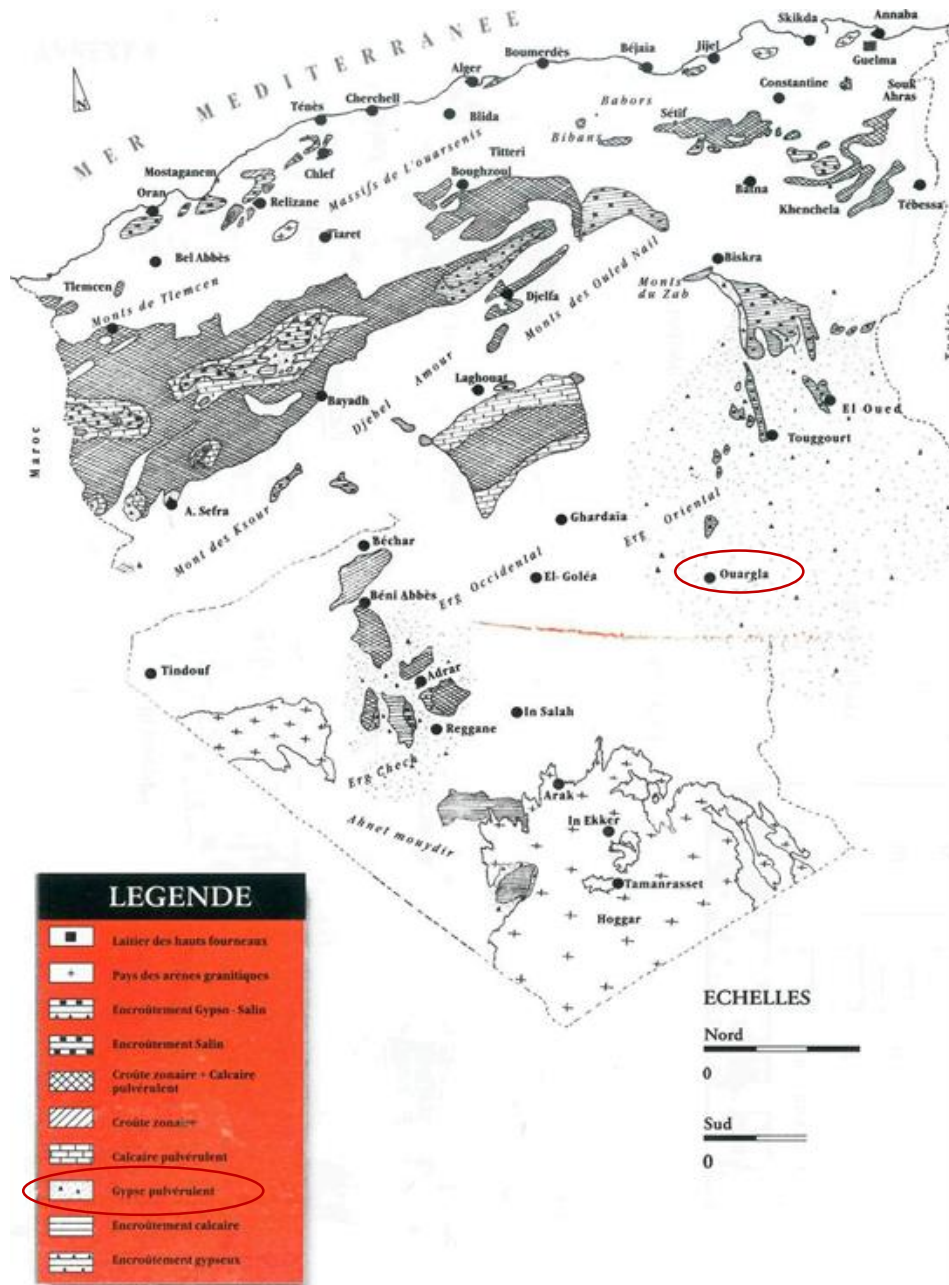 MER MEDITERRANEE
Skikda
Annaba
Jijel
Béjaia
Boumerdès
Guelma
Alger
Cherchell
Ténès
Constantine
Souk
Ahras
Babors
Sétif
Blida
Bibans
Mostaganem
Chlef
Massifs de L'ouarsenis
Titteri
Boughzoul
Oran
Relizane
Batna
Khenchela
Tébessa
Tiaret
Bel Abbès
Biskra
Tlemcen
Monts de Tlemcen
Djelfa
Monts des Ouled Nail
Monts
du Zab
Maroc
Bayadh
Djebel Amour
Laghouat
El Oued
Touggourt
A. Sefra
Mont des Ksour
Ghardaïa
Erg Oriental
Béchar
Erg Occidental
El-Goléa
Ouargla
Béni Abbès
Tindouf
Adrar
In Salah
Reggane
Erg Chech
Arak
Ahnet mouydir
In Ekker
Tamanrasset
Hoggar
LEGENDE
Laitier des hauts fourneaux
Pays des arènes granitiques
Encroûtement Gypso - Salin
Encroûtement Salin
Croûte zonaire + Calcaire
pulvérulent
Croûte zonaire
Calcaire pulvérulent
Gypse pulvérulent
Encroûtement calcaire
Encroûtement gypseux
ECHELLES
Nord
0
Sud
0
N